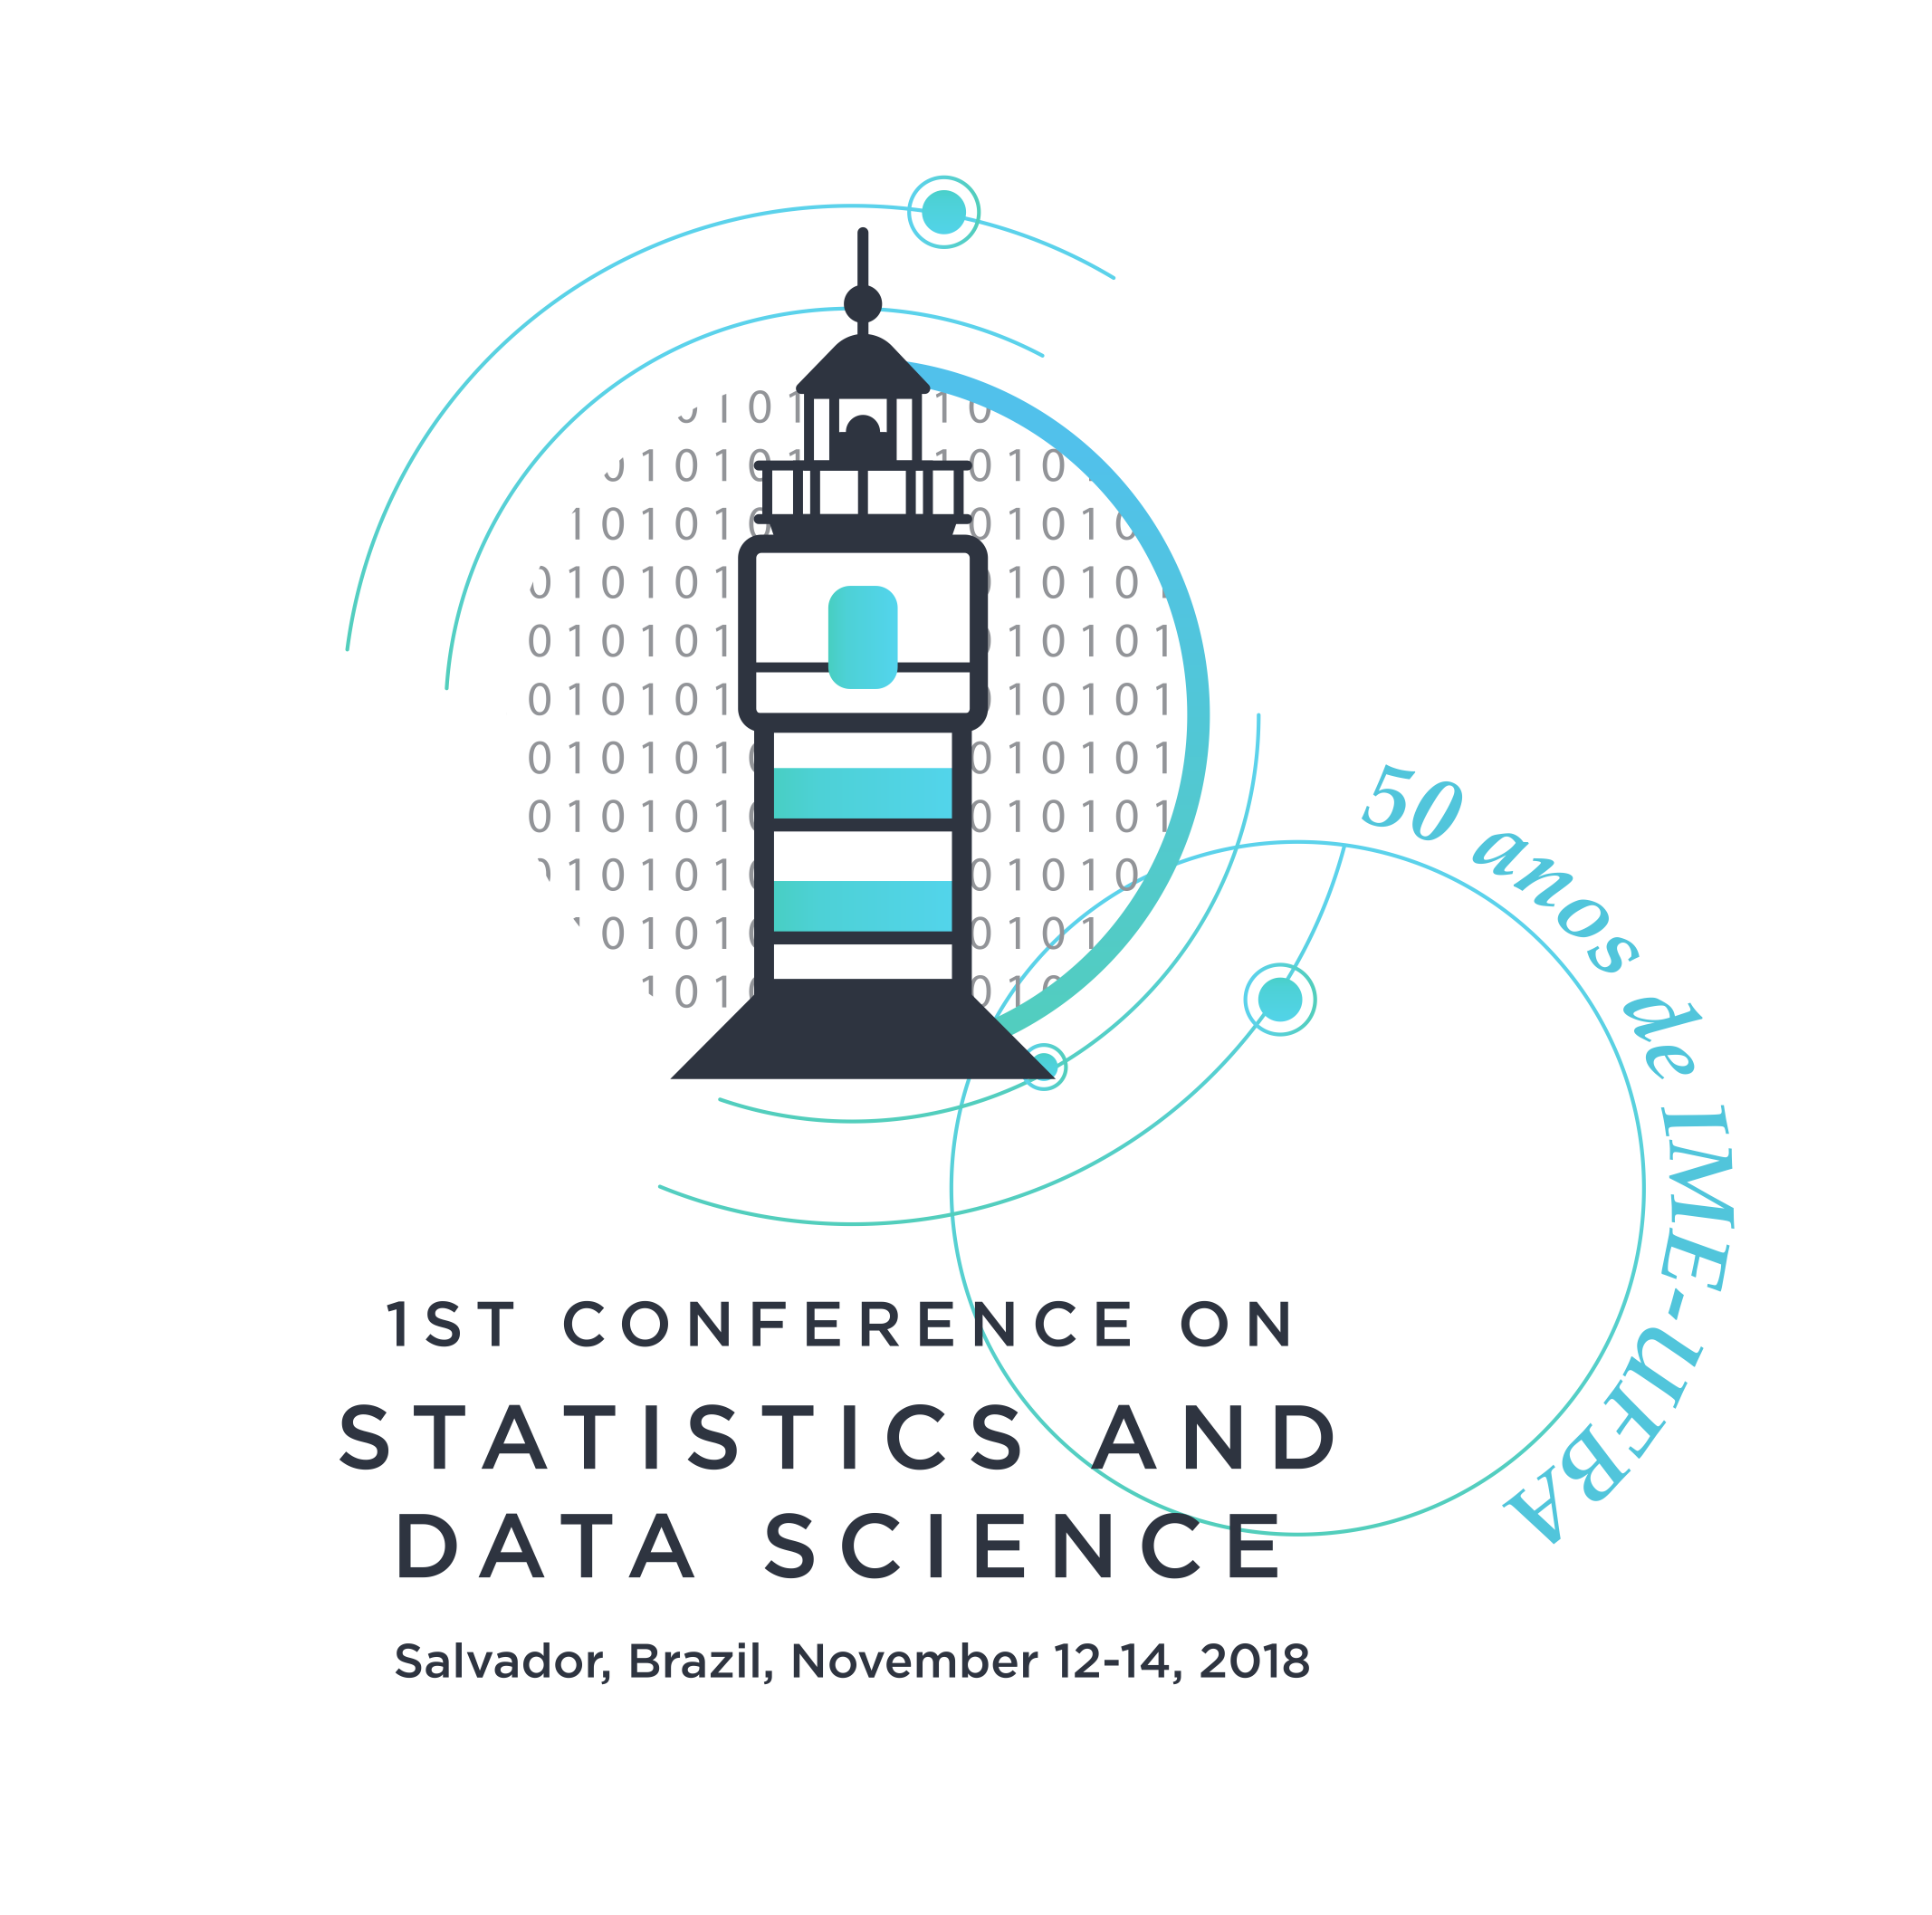 50 anos de IME-UFBA
1ST CONFERENCE ON
STATISTICS AND
DATA SCIENCE
Salvador, Brazil, November 12-14, 2018